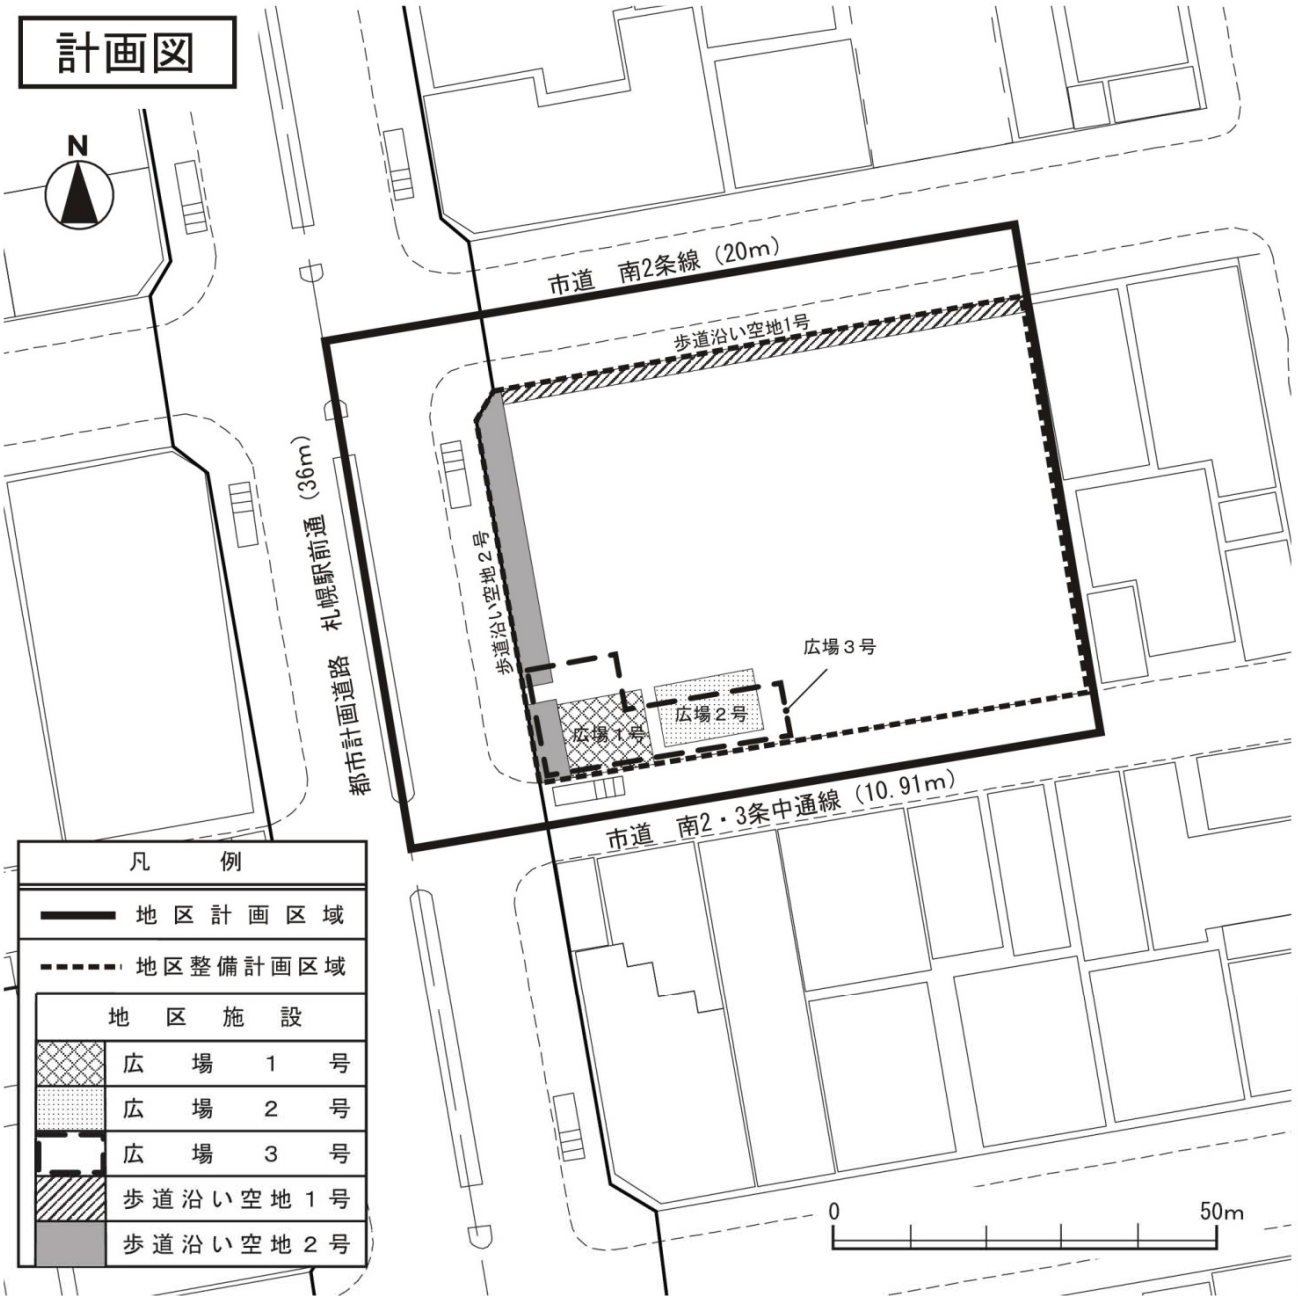 計画図
N
市道　南2条線（20m）
歩道沿い空地1号
都市計画道路　札幌駅前通（36m）
歩道沿い空地2号
広場3号
広場2号
広場1号
市道　南2・3条中通線（10.91m）
凡例
地区計画区域
地区整備計画区域
地区施設
広場1号
広場2号
広場3号
歩道沿い空地1号
歩道沿い空地2号
0 50m